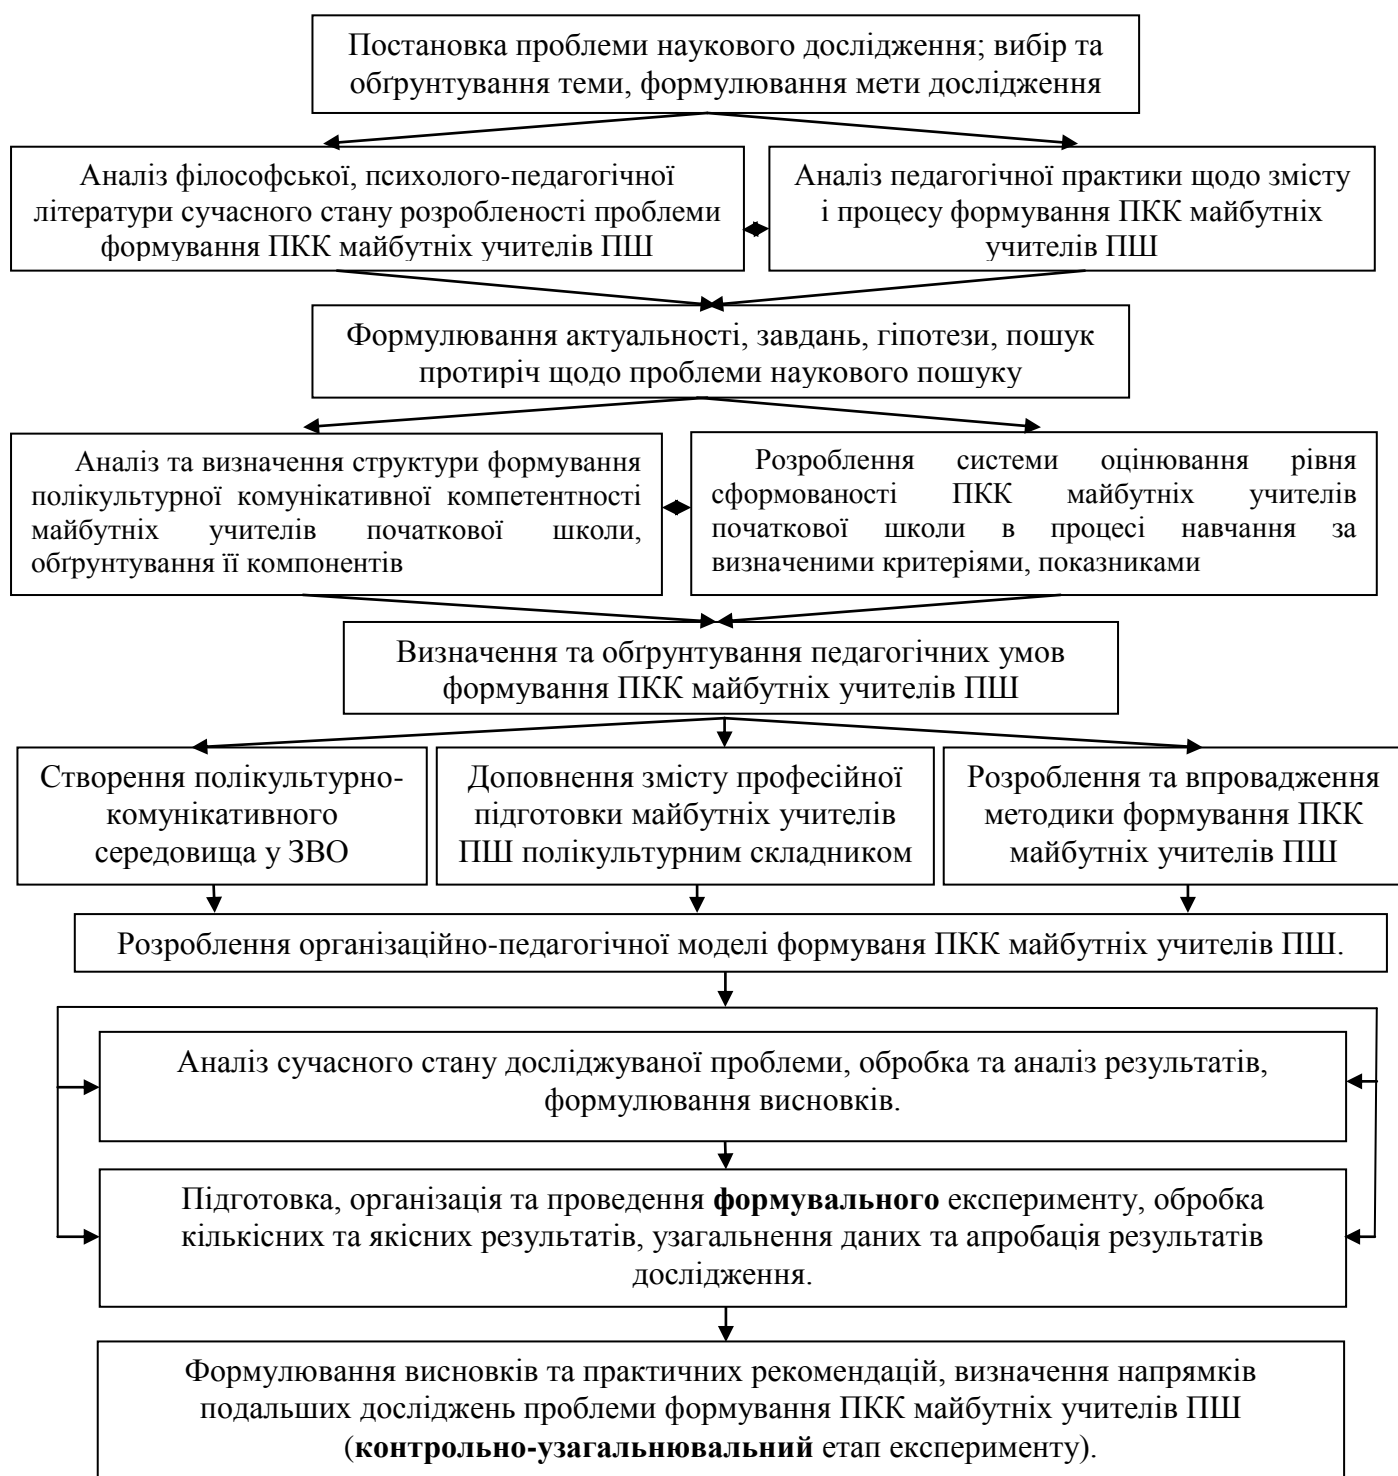 Постановка проблеми наукового дослідження; вибір та
обґрунтування теми, формулювання мети дослідження
Аналіз філософської, психолого-педагогічної
літератури сучасного стану розробленості проблеми
формування ПКК майбутніх учителів ПШ
Аналіз педагогічної практики щодо змісту
і процесу формування ПКК майбутніх
учителів ПШ
Формулювання актуальності, завдань, гіпотези, пошук
протиріч щодо проблеми наукового пошуку
Аналіз та визначення структури формування
полікультурної комунікативної компетентності
майбутніх учителів початкової школи,
обґрунтування її компонентів
Розроблення системи оцінювання рівня
сформованості ПКК майбутніх учителів
початкової школи в процесі навчання за
визначеними критеріями, показниками
Визначення та обґрунтування педагогічних умов
формування ПКК майбутніх учителів ПШ
Створення полікультурно-
комунікативного
середовища у ЗВО
Доповнення змісту професійної
підготовки майбутніх учителів
ПШ полікультурним складником
Розроблення та впровадження
методики формування ПКК
майбутніх учителів ПШ
Розроблення організаційно-педагогічної моделі формуваня ПКК майбутніх учителів ПШ.
Аналіз сучасного стану досліджуваної проблеми, обробка та аналіз результатів,
формулювання висновків.
Підготовка, організація та проведення формувального експерименту, обробка
кількісних та якісних результатів, узагальнення даних та апробація результатів
дослідження.
Формулювання висновків та практичних рекомендацій, визначення напрямків
подальших досліджень проблеми формування ПКК майбутніх учителів ПШ
(контрольно-узагальнювальний етап експерименту).